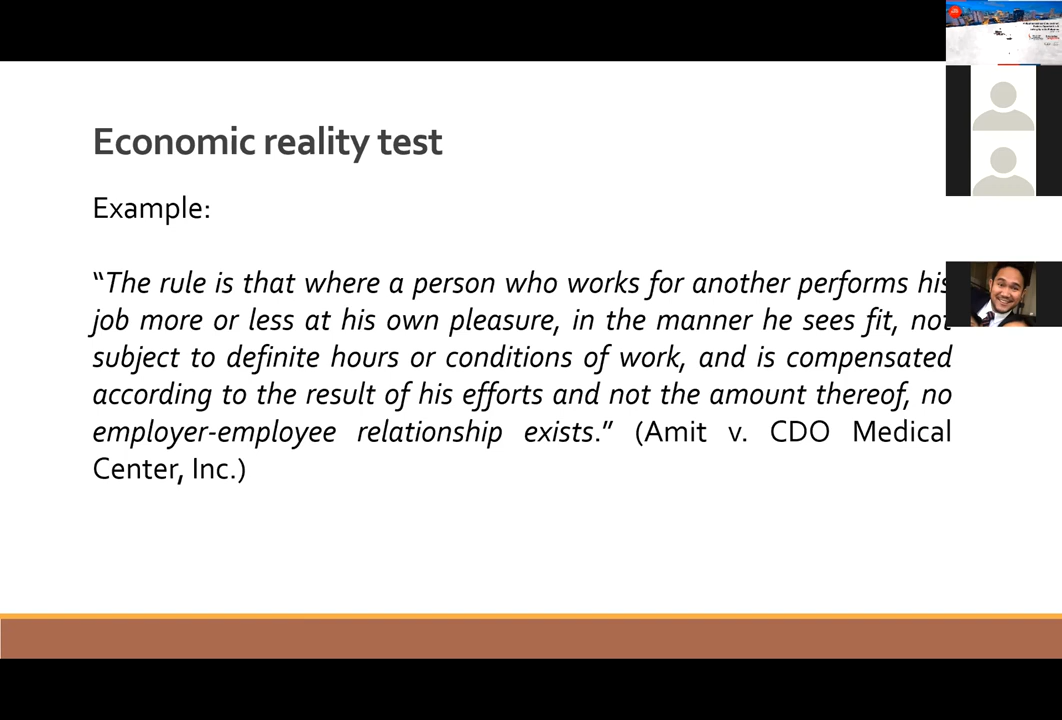 Economic reality test
Example:
“The rule is that where a person who works for another performs his
job more or less at his own pleasure, in the manner he sees fit, not
subject to definite hours or conditions of work, and is compensated
according to the result of his efforts and not the amount thereof, no
employer-employee relationship exists.” (Amit v. CDO Medical
Center, Inc.)